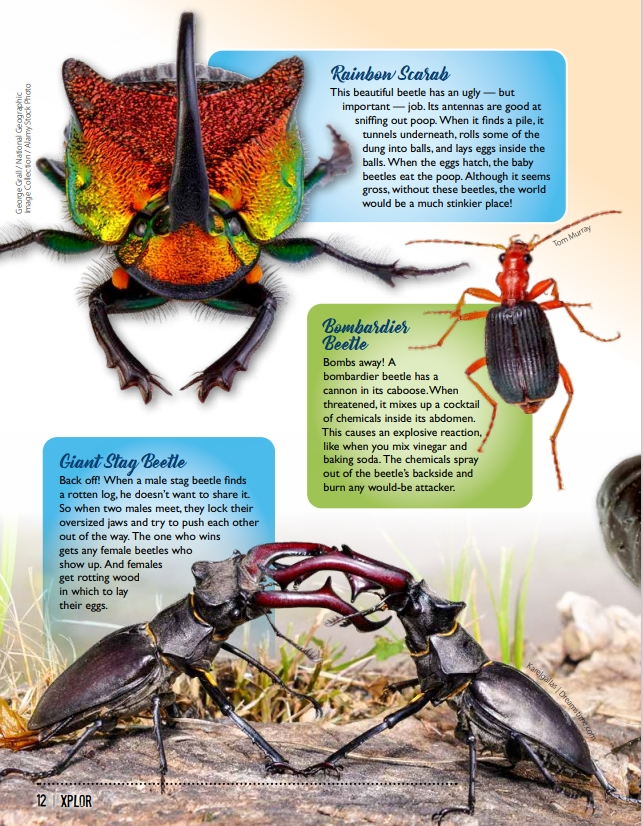 George Grall / National Geographic
Image Collection / Alamy Stock Photo
Rainbow Scarab
This beautiful beetle has an ugly — but
important — job. Its antennas are good at
sniffing out poop. When it finds a pile, it
tunnels underneath, rolls some of the
dung into balls, and lays eggs inside the
balls. When the eggs hatch, the baby
beetles eat the poop. Although it seems
gross, without these beetles, the world
would be a much stinkier place!
Tom Murray
Bombardier
Beetle
Bombs away! A
bombardier beetle has a
cannon in its caboose. When
threatened, it mixes up a cocktail
of chemicals inside its abdomen.
This causes an explosive reaction,
like when you mix vinegar and
baking soda. The chemicals spray
out of the beetle's backside and
burn any would-be attacker.
Giant Stag Beetle
Back off! When a male stag beetle finds
a rotten log, he doesn't want to share it.
So when two males meet, they lock their
oversized jaws and try to push each other
out of the way. The one who wins
gets any female beetles who
show up. And females
get rotting wood
in which to lay
their eggs.
12 | XPLOR